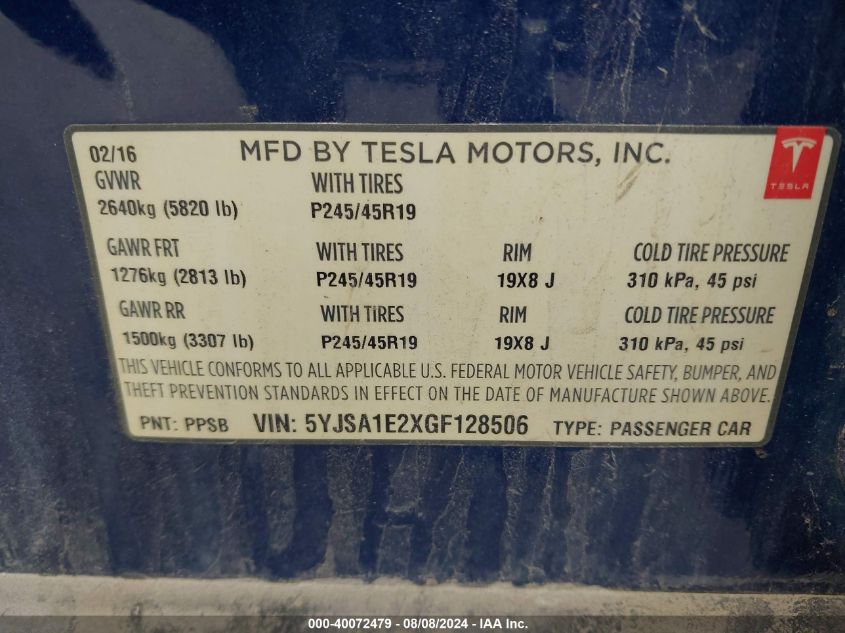 02/16 MFD BY TESLA MOTORS, INC.
TESLA
GVWR WITH TIRES
2640kg (5820 lb) P245/45R19
GAWR FRT WITH TIRES RIM COLD TIRE PRESSURE
1276kg (2813 lb) P245/45R19 19X8 J 310 kPa, 45 psi
GAWR RR WITH TIRES RIM COLD TIRE PRESSURE
1500kg (3307 lb) P245/45R19 19X8 J 310 kPa, 45 psi
THIS VEHICLE CONFORMS TO ALL APPLICABLE U.S. FEDERAL MOTOR VEHICLE SAFETY, BUMPER, AND
THEFT PREVENTION STANDARDS IN EFFECT ON THE DATE OF MANUFACTURE SHOWN ABOVE.
PNT: PPSB VIN: 5YJSA1E2XGF128506 TYPE: PASSENGER CAR
000-40072479 - 08/08/2024 - IAA Inc.